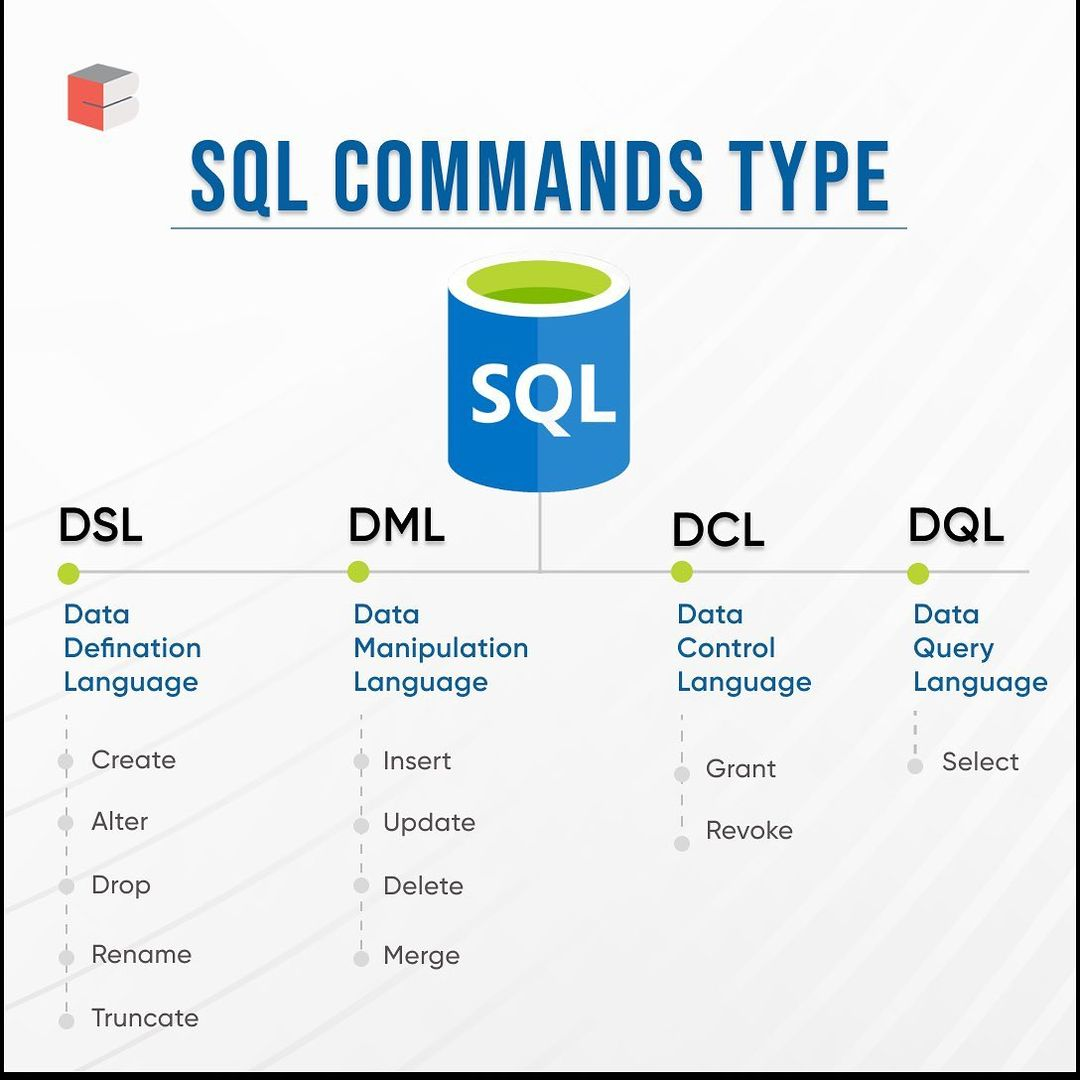 SQL COMMANDS TYPE
SQL
DSL
Data
Defination
Language
Create
Alter
Drop
Rename
Truncate
DML
Data
Manipulation
Language
Insert
Update
Delete
Merge
DCL
Data
Control
Language
Grant
Revoke
DQL
Data
Query
Language
Select